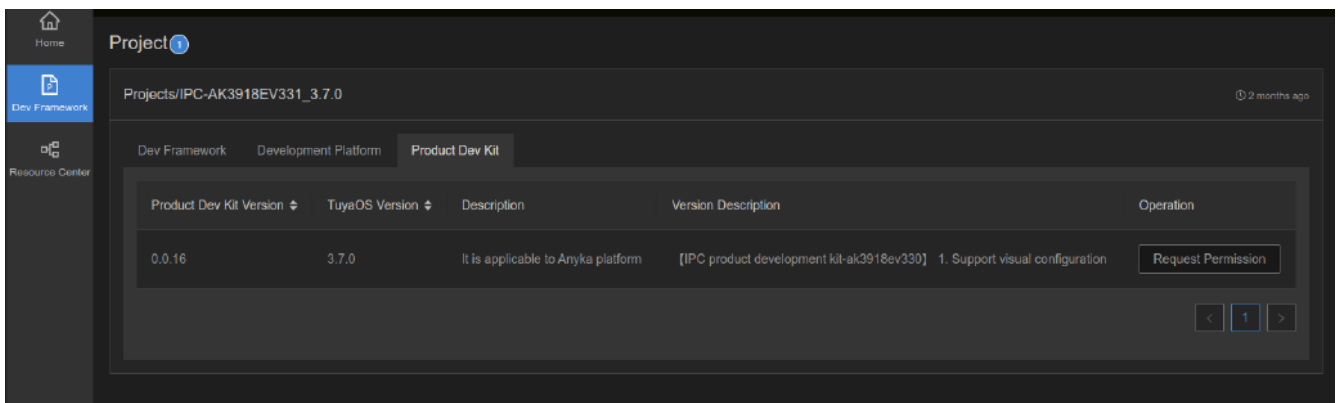 Home
Project 1
Dev Framework
Projects/IPC-AK3918EV331_3.7.0
2 months ago
Resource Center
Dev Framework Development Platform Product Dev Kit
Product Dev Kit Version TuyaOS Version Description Version Description Operation
0.0.16 3.7.0 It is applicable to Anyka platform 【IPC product development kit-ak3918ev330】 1. Support visual configuration Request Permission
< 1 >